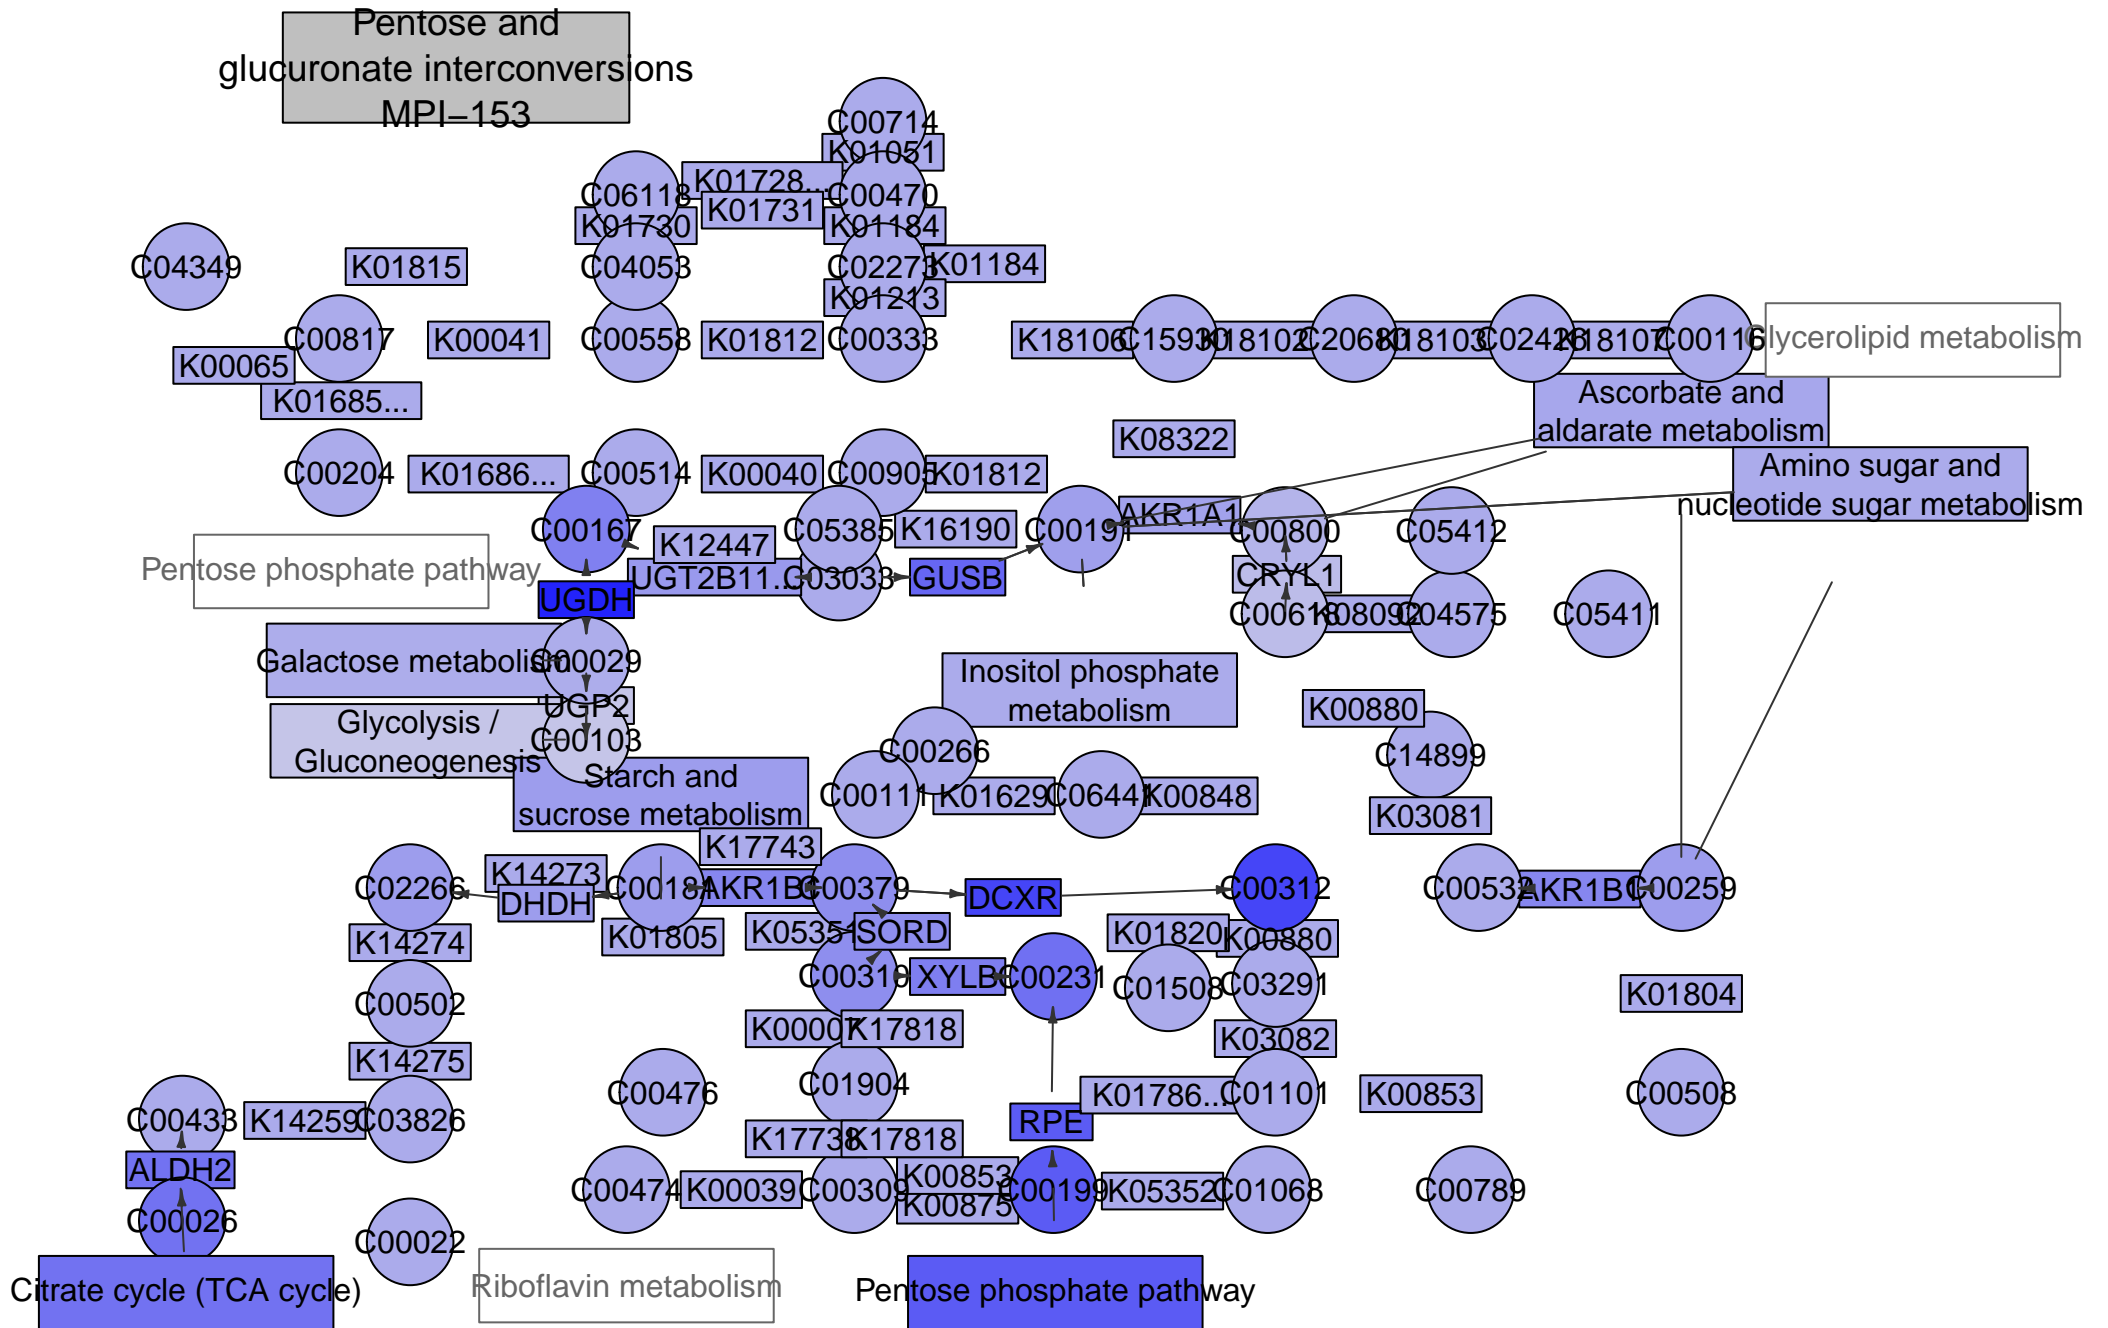 Pentose and
glucuronate interconversions
MPI−153
C00714
K01051
C06118
K01728...
C00470
K01731
K01730
K01184
C04349
K01815
C04053
C02273
K01184
K01213
C00817
K00041
C00558
K01812
C00333
K18106
C15930
K18102
C20680
K18103
C02426
K18107
C00116
Glycerolipid metabolism
K00065
K01685...
Ascorbate and
aldarate metabolism
K08322
C00204
K01686...
C00514
K00040
C00905
K01812
Amino sugar and
nucleotide sugar metabolism
C00167
K12447
C05385
K16190
C00191
AKR1A1
C00800
C05412
Pentose phosphate pathway
UGT2B11...
C03033
GUSB
CRYL1
UGDH
C00618
K08092
C04575
C05411
Galactose metabolism
C00029
Inositol phosphate
metabolism
UGP2
K00880
Glycolysis /
Gluconeogenesis
C00103
C00266
C14899
Starch and
sucrose metabolism
C00111
K01629
C06441
K00848
K03081
K17743
C02266
K14273
DHDH
C00181
AKR1B1
C00379
DCXR
C00312
C00532
AKR1B1
C00259
K14274
K01805
K05351
SORD
K01820
K00880
C00310
XYLB
C00231
C01508
C03291
K01804
C00502
K00007
K17818
K03082
K14275
C00476
C01904
K01786...
C01101
K00853
C00508
C00433
K14259
C03826
RPE
K17738
K17818
ALDH2
K00853
C00474
K00039
C00309
K00875
C00199
K05352
C01068
C00789
C00026
C00022
Citrate cycle (TCA cycle)
Riboflavin metabolism
Pentose phosphate pathway